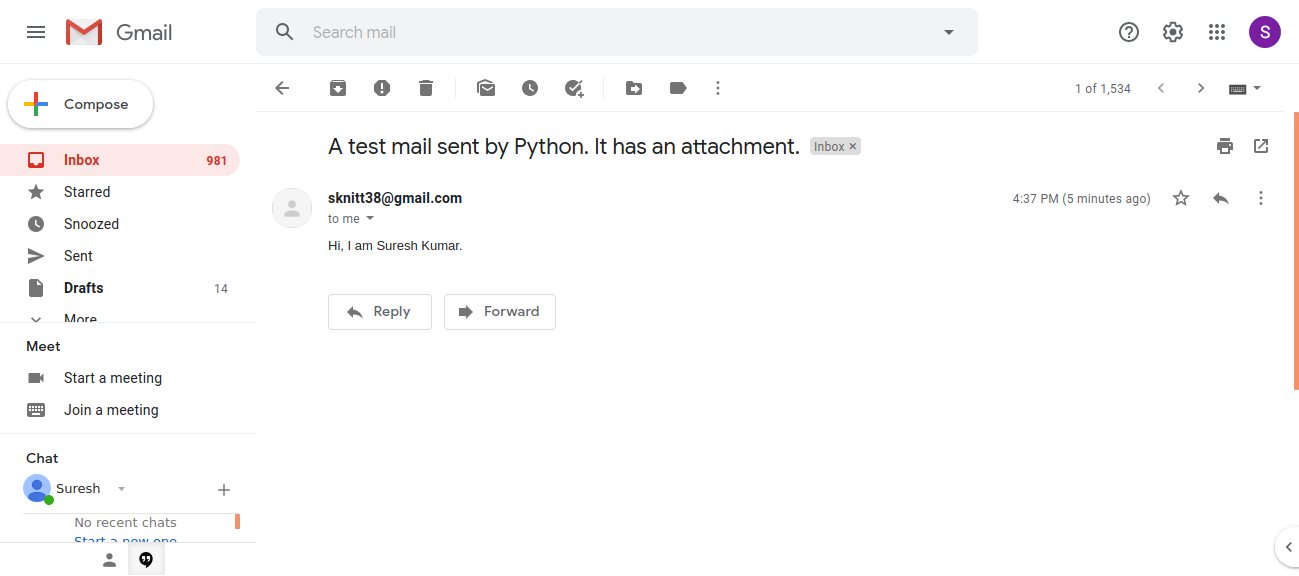 Gmail
Search mail
S
Compose
1 of 1,534
Inbox 981
Starred
Snoozed
Sent
Drafts 14
More
A test mail sent by Python. It has an attachment. Inbox ×
sknitt38@gmail.com
4:37 PM (5 minutes ago)
to me
Hi, I am Suresh Kumar.
Reply
Forward
Meet
Start a meeting
Join a meeting
Chat
Suresh
No recent chats
Start a new one